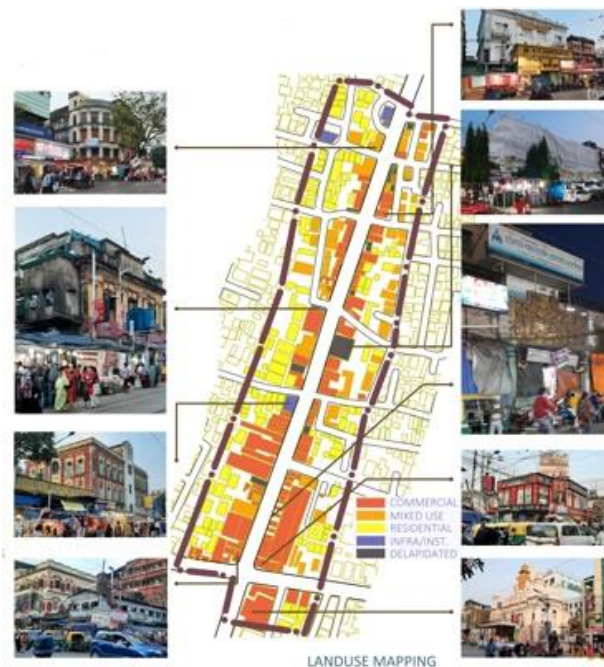 COMMERCIAL
MIXED USE
RESIDENTIAL
INFRA/INST.
DELAPIDATED
LANDUSE MAPPING